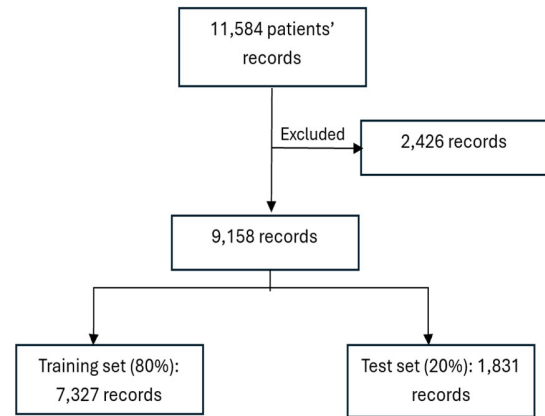 11,584 patients’
records
Excluded
2,426 records
9,158 records
Training set (80%):
7,327 records
Test set (20%): 1,831
records